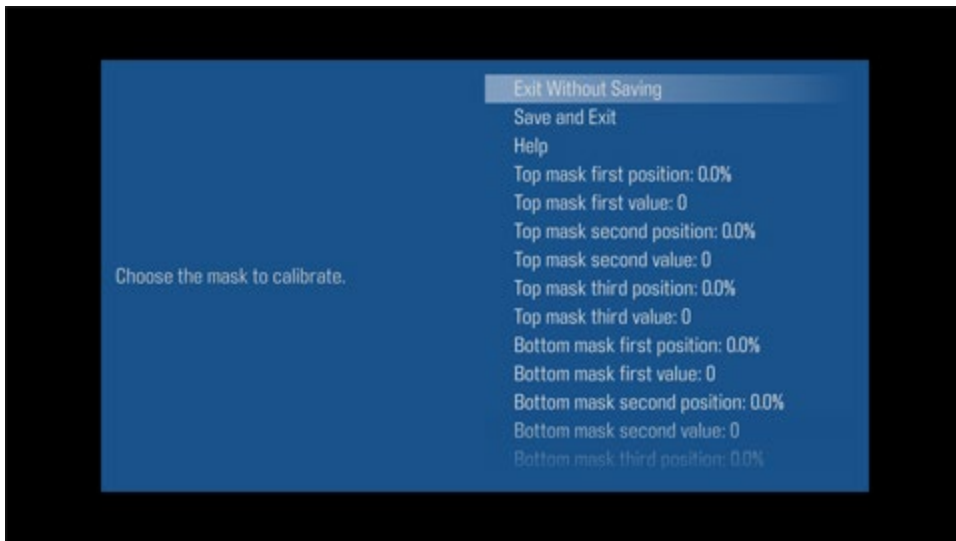 Choose the mask to calibrate.
Exit Without Saving
Save and Exit
Help
Top mask first position: 0.0%
Top mask first value: 0
Top mask second position: 0.0%
Top mask second value: 0
Top mask third position: 0.0%
Top mask third value: 0
Bottom mask first position: 0.0%
Bottom mask first value: 0
Bottom mask second position: 0.0%
Bottom mask second value: 0
Bottom mask third position: 0.0%